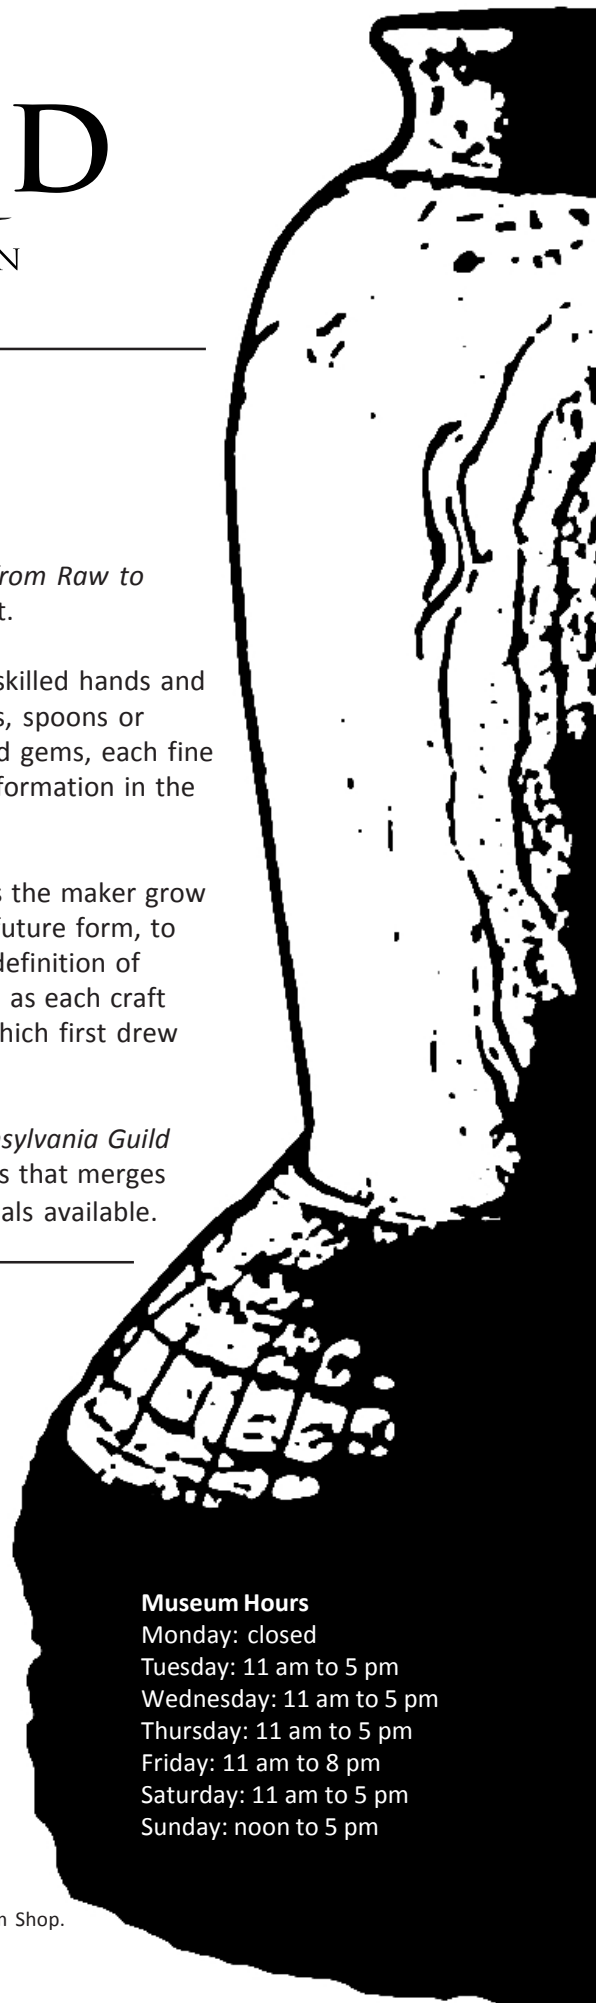 D
N
from Raw to
t.
skilled hands and
s, spoons or
d gems, each fine
formation in the
s the maker grow
future form, to
definition of
as each craft
which first drew
nsylvania Guild
s that merges
als available.
Museum Hours
Monday: closed
Tuesday: 11 am to 5 pm
Wednesday: 11 am to 5 pm
Thursday: 11 am to 5 pm
Friday: 11 am to 8 pm
Saturday: 11 am to 5 pm
Sunday: noon to 5 pm
n Shop.